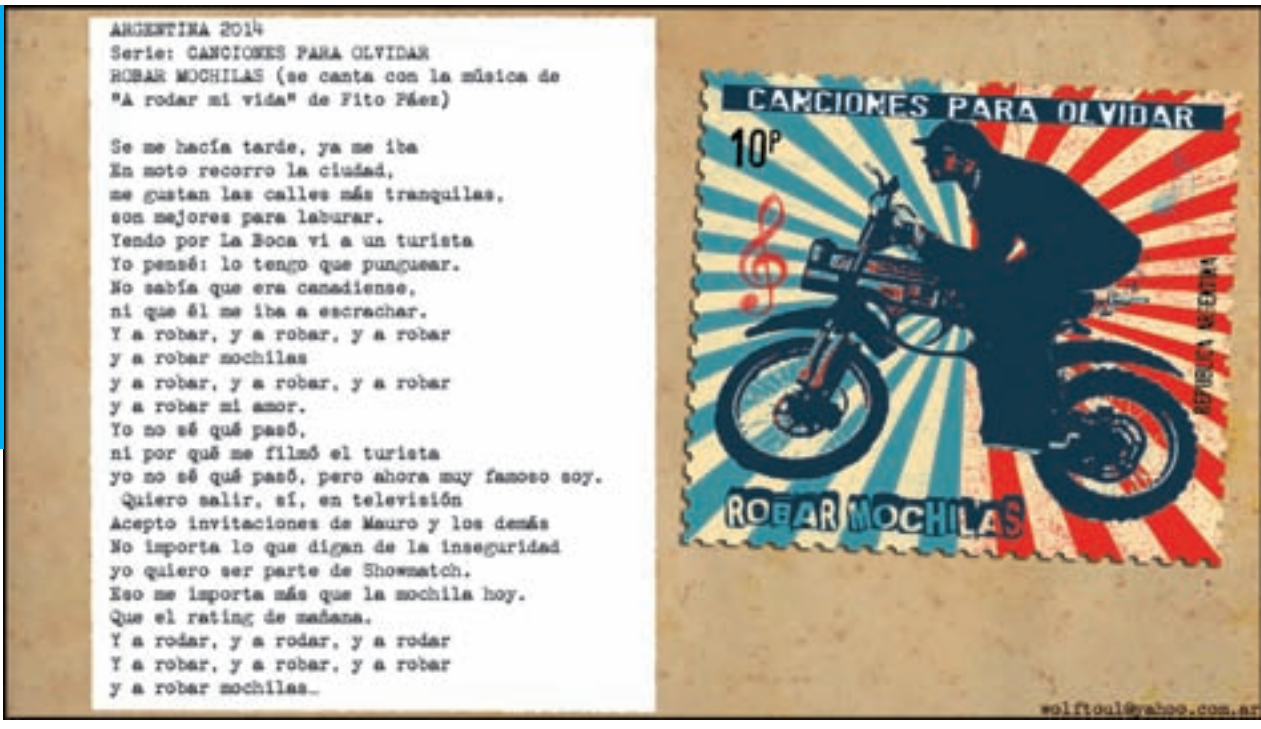 ARGENTINA 2014
Serie: CANCIONES PARA OLVIDAR
ROBAR MOCHILAS (se canta con la música de
"A rodar mi vida" de Fito Páez)
Se me hacía tarde, ya me iba
En moto recorro la ciudad,
me gustan las calles más tranquilas,
son mejores para laburar.
Yendo por La Boca vi a un turista
Yo pensé: lo tengo que punguear.
No sabía que era canadiense,
ni que él me iba a escrachar.
Y a robar, y a robar, y a robar
y a robar mochilas
y a robar, y a robar, y a robar
y a robar mi amor.
Yo no sé qué pasó,
ni por qué me filmó el turista
yo no sé qué pasó, pero ahora muy famoso soy.
Quiero salir, sí, en televisión
Acepto invitaciones de Mauro y los demás
No importa lo que digan de la inseguridad
yo quiero ser parte de Showmatch.
Eso me importa más que la mochila hoy.
Que el rating de mañana.
Y a rodar, y a rodar, y a rodar
Y a robar, y a robar, y a robar
y a robar mochilas…
CANCIONES PARA OLVIDAR
10P
REPUBLICA ARGENTINA
ROBAR MOCHILAS
wolftoul@yahoo.com.ar